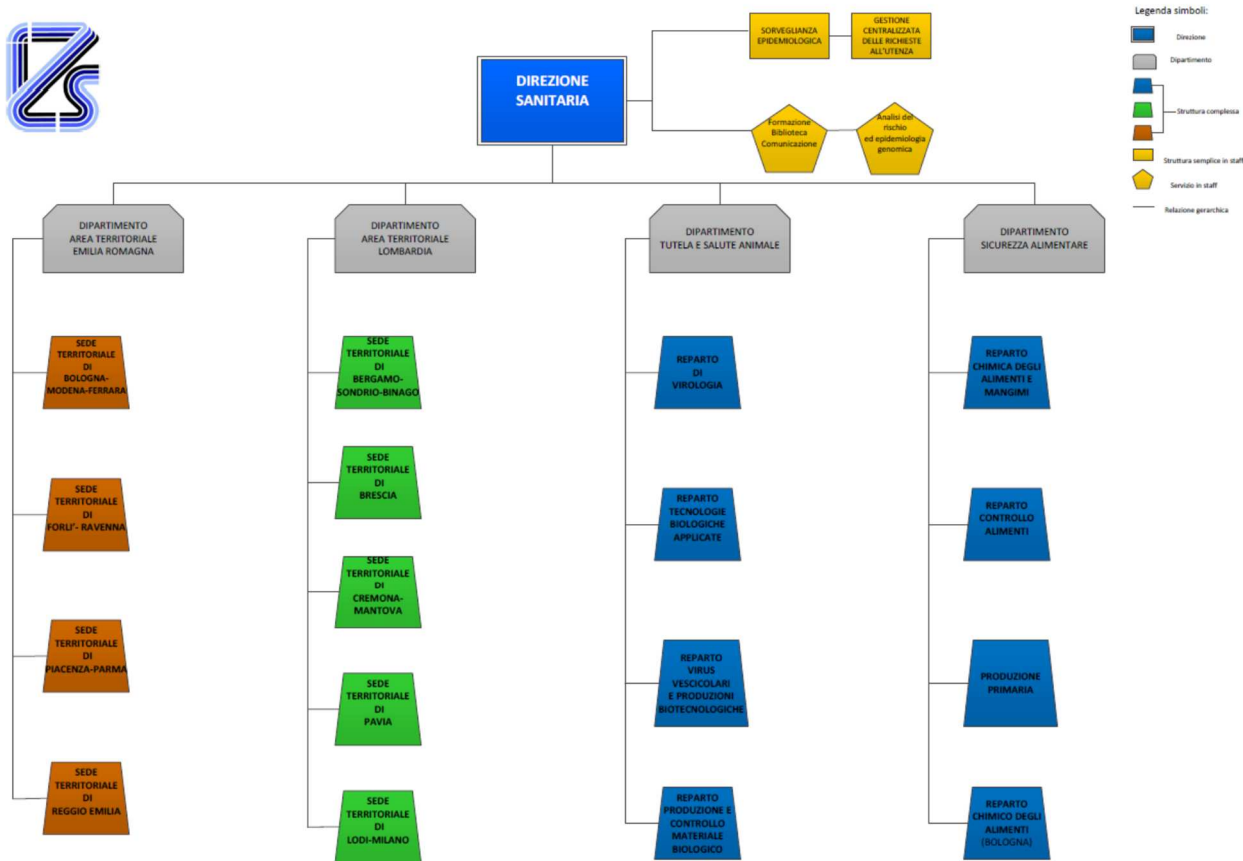 Legenda simboli:
Direzione
Dipartimento
Struttura complessa
Struttura semplice in staff
Servizio in staff
Relazione gerarchica
DIREZIONE
SANITARIA
SORVEGLIANZA
EPIDEMIOLOGICA
GESTIONE
CENTRALIZZATA
DELLE RICHIESTE
ALL'UTENZA
Formazione
Biblioteca
Comunicazione
Analisi del
rischio
ed epidemiologia
genomica
DIPARTIMENTO
AREA TERRITORIALE
EMILIA ROMAGNA
SEDE
TERRITORIALE
DI
BOLOGNA-
MODENA-FERRARA
SEDE
TERRITORIALE
DI
FORLI'- RAVENNA
SEDE
TERRITORIALE
DI
PIACENZA-PARMA
SEDE
TERRITORIALE
DI
REGGIO EMILIA
DIPARTIMENTO
AREA TERRITORIALE
LOMBARDIA
SEDE
TERRITORIALE
DI
BERGAMO-
SONDRIO-BINAGO
SEDE
TERRITORIALE
DI
BRESCIA
SEDE
TERRITORIALE
DI
CREMONA-
MANTOVA
SEDE
TERRITORIALE
DI
PAVIA
SEDE
TERRITORIALE
DI
LODI-MILANO
DIPARTIMENTO
TUTELA E SALUTE ANIMALE
REPARTO
DI
VIROLOGIA
REPARTO
TECNOLOGIE
BIOLOGICHE
APPLICATE
REPARTO
VIRUS
VESCICOLARI
E PRODUZIONI
BIOTECNOLOGICHE
REPARTO
PRODUZIONE E
CONTROLLO
MATERIALE
BIOLOGICO
DIPARTIMENTO
SICUREZZA ALIMENTARE
REPARTO
CHIMICA DEGLI
ALIMENTI E
MANGIMI
REPARTO
CONTROLLO
ALIMENTI
PRODUZIONE
PRIMARIA
REPARTO
CHIMICO DEGLI
ALIMENTI
(BOLOGNA)